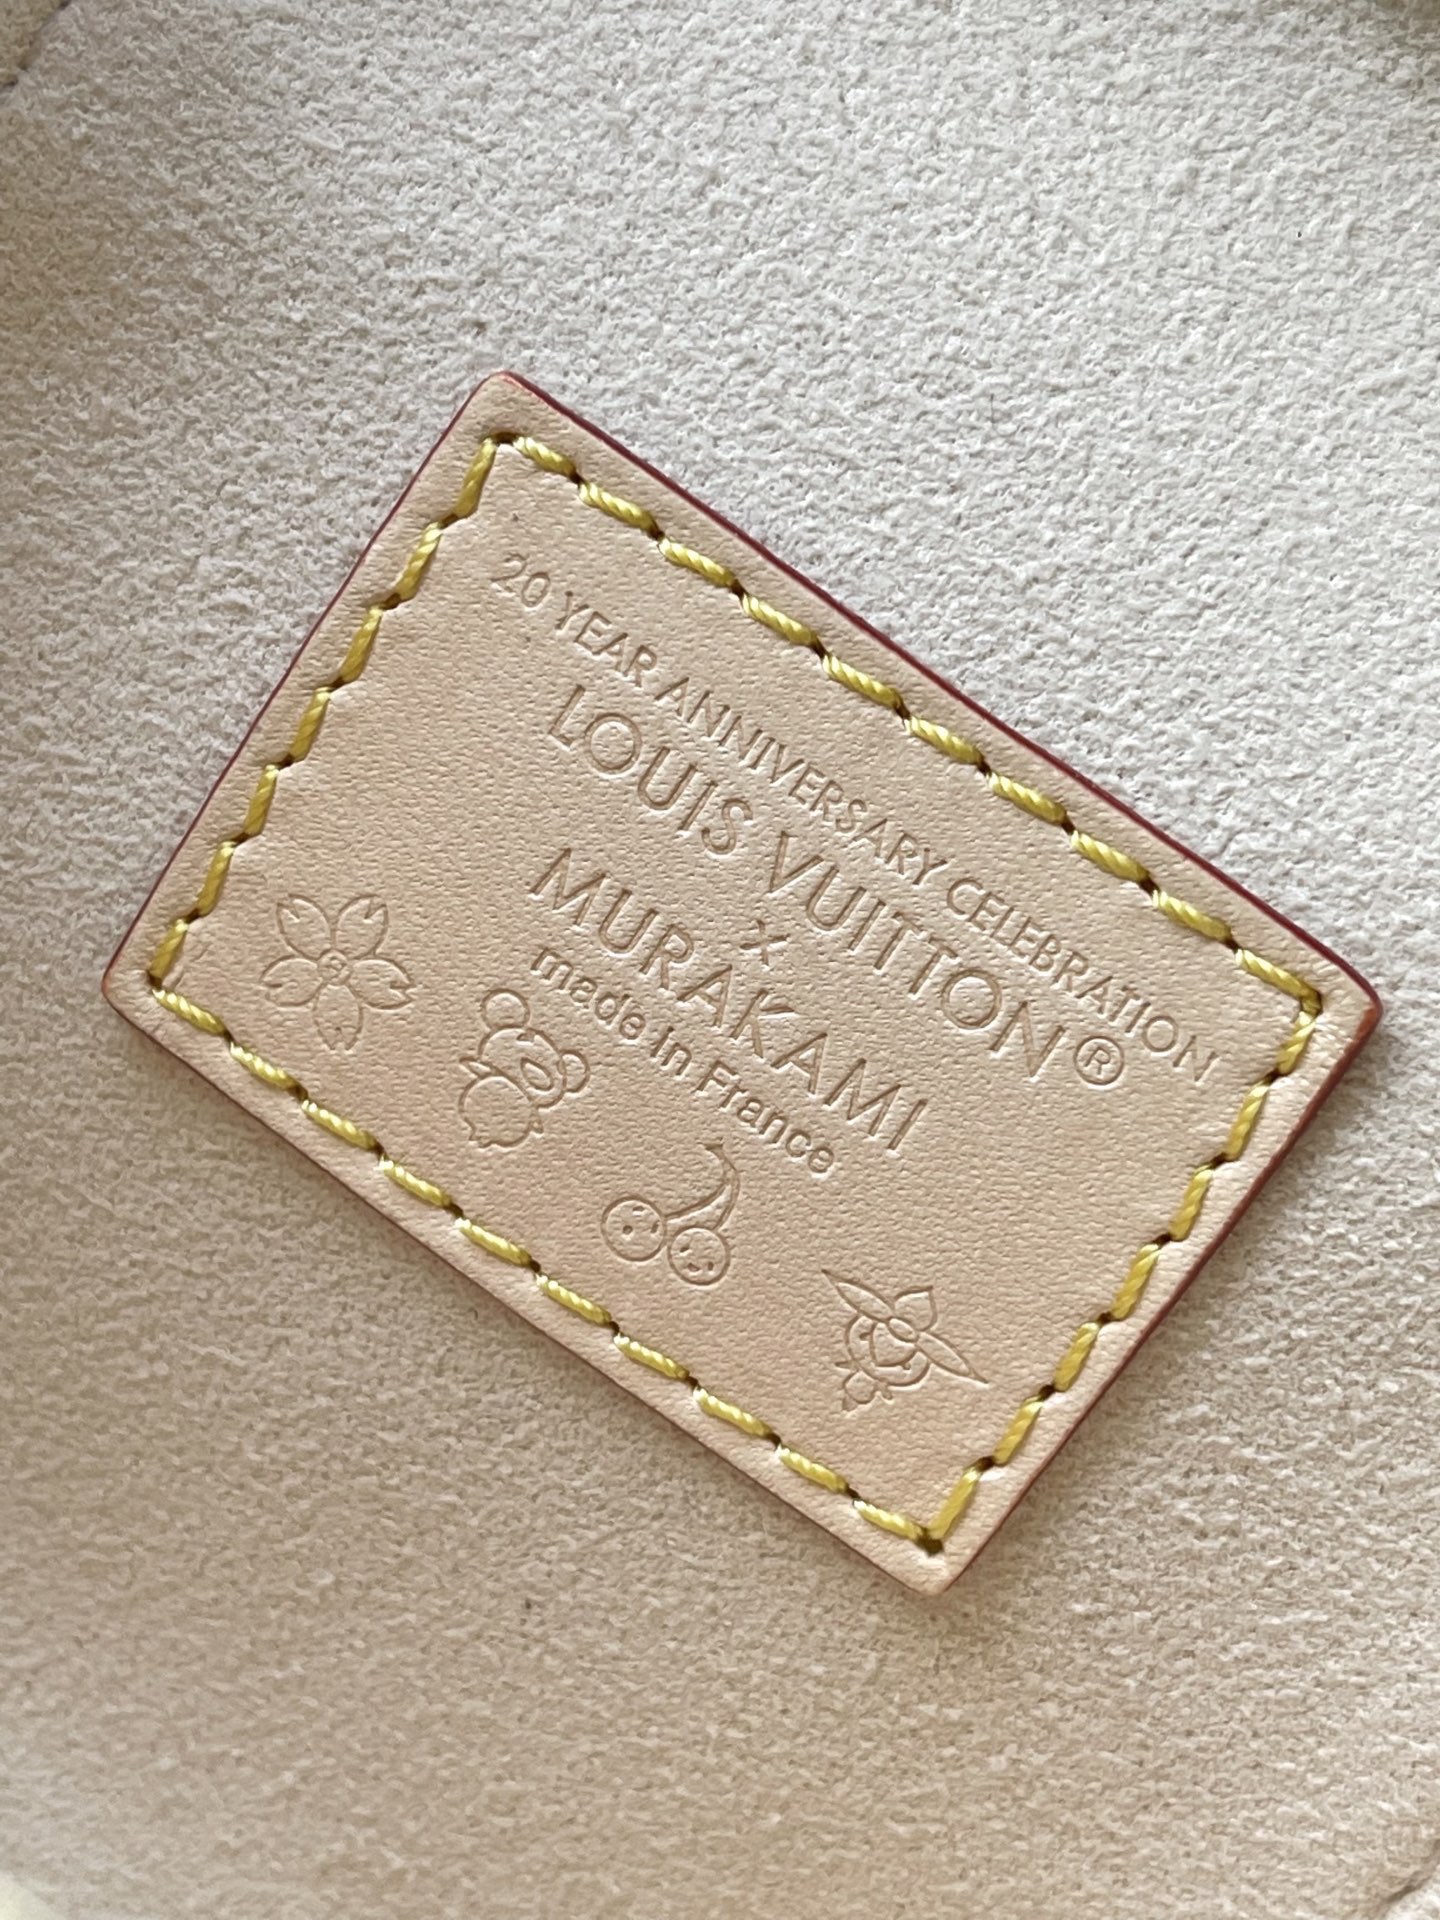 20 YEAR ANNIVERSARY CELEBRATION
LOUIS VUITTON®
x
MURAKAMI
made in France